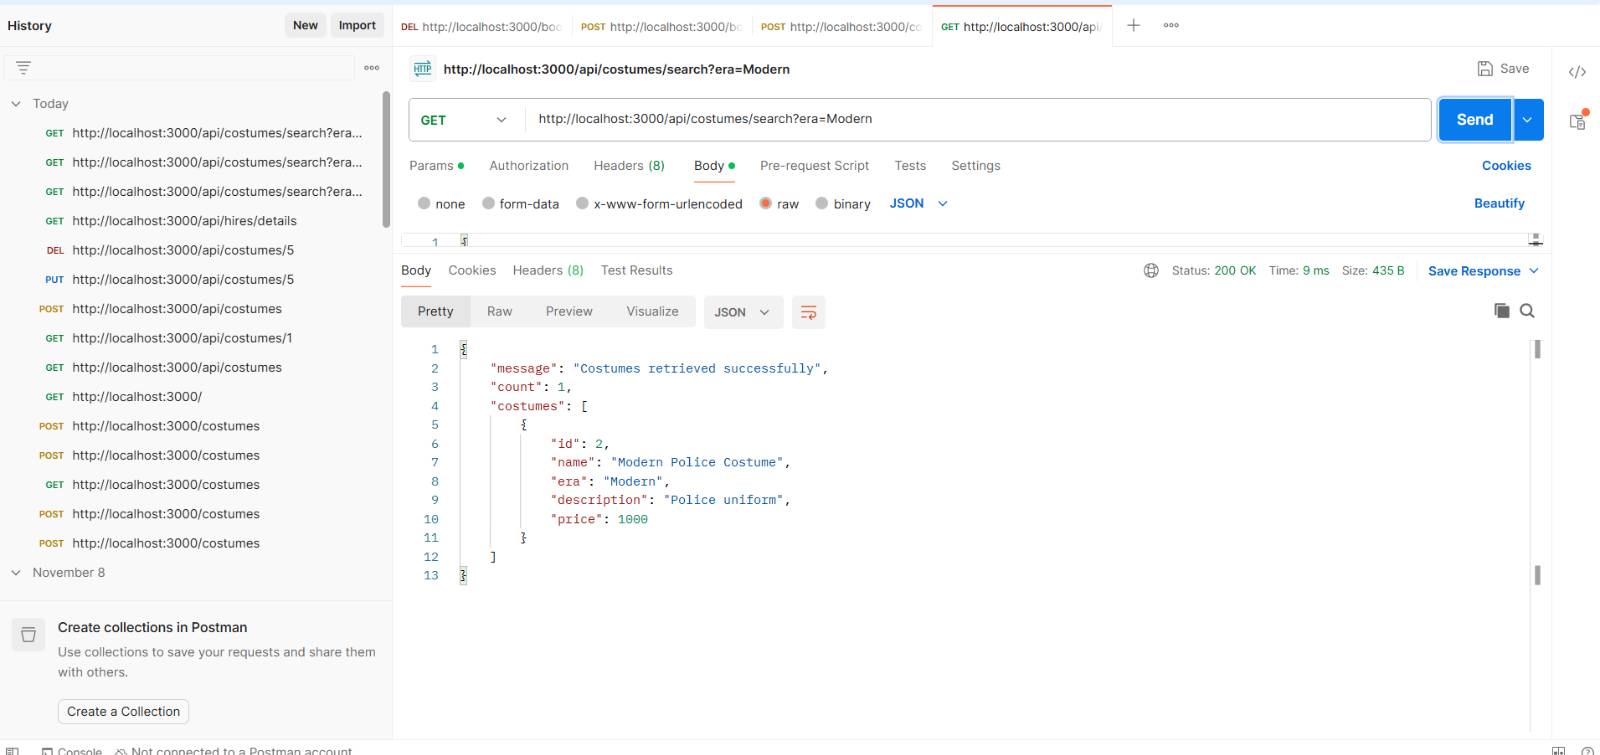 History
New
Import
Today
GET http://localhost:3000/api/costumes/search?era...
GET http://localhost:3000/api/costumes/search?era...
GET http://localhost:3000/api/costumes/search?era...
GET http://localhost:3000/api/hires/details
DEL http://localhost:3000/api/costumes/5
PUT http://localhost:3000/api/costumes/5
POST http://localhost:3000/api/costumes
GET http://localhost:3000/api/costumes/1
GET http://localhost:3000/api/costumes
GET http://localhost:3000/
POST http://localhost:3000/costumes
POST http://localhost:3000/costumes
GET http://localhost:3000/costumes
POST http://localhost:3000/costumes
POST http://localhost:3000/costumes
November 8
Create collections in Postman
Use collections to save your requests and share them
with others.
Create a Collection
DEL http://localhost:3000/boo
POST http://localhost:3000/bo
POST http://localhost:3000/co
GET http://localhost:3000/api/
HTTP http://localhost:3000/api/costumes/search?era=Modern
Save
GET http://localhost:3000/api/costumes/search?era=Modern
Send
Params Authorization Headers (8) Body Pre-request Script Tests Settings
Cookies
none form-data x-www-form-urlencoded raw binary JSON
Beautify
1 {
Body Cookies Headers (8) Test Results
Status: 200 OK Time: 9 ms Size: 435 B Save Response
Pretty Raw Preview Visualize JSON
1 {
2 "message": "Costumes retrieved successfully",
3 "count": 1,
4 "costumes": [
5 {
6 "id": 2,
7 "name": "Modern Police Costume",
8 "era": "Modern",
9 "description": "Police uniform",
10 "price": 1000
11 }
12 ]
13 }
Console Not connected to a Postman account